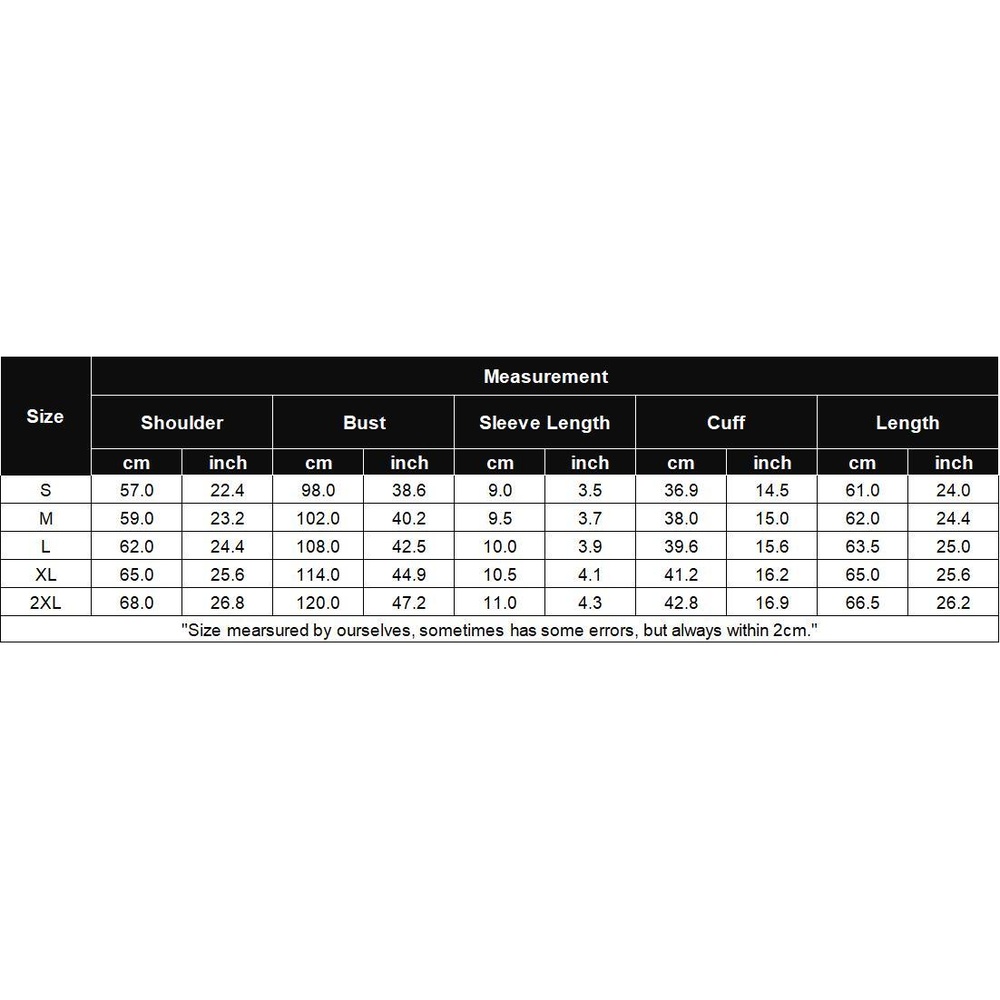 Measurement
Size
Shoulder Bust Sleeve Length Cuff Length
cm inch cm inch cm inch cm inch cm inch
S 57.0 22.4 98.0 38.6 9.0 3.5 36.9 14.5 61.0 24.0
M 59.0 23.2 102.0 40.2 9.5 3.7 38.0 15.0 62.0 24.4
L 62.0 24.4 108.0 42.5 10.0 3.9 39.6 15.6 63.5 25.0
XL 65.0 25.6 114.0 44.9 10.5 4.1 41.2 16.2 65.0 25.6
2XL 68.0 26.8 120.0 47.2 11.0 4.3 42.8 16.9 66.5 26.2
"Size mearsured by ourselves, sometimes has some errors, but always within 2cm."